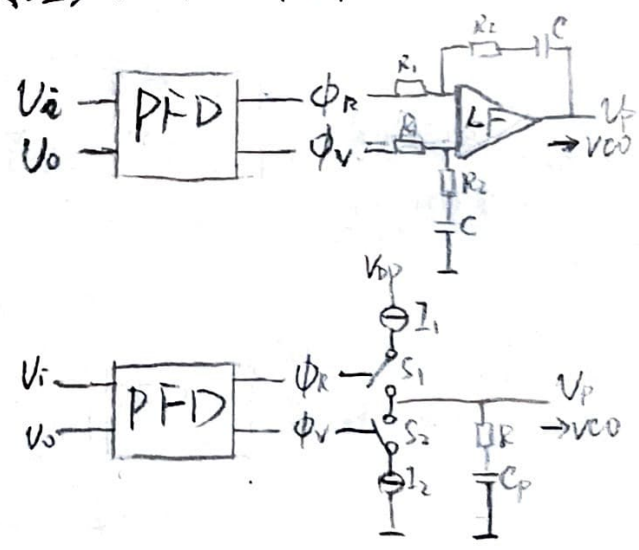 R₂ C
Vi PFD ΦR R₁ LF Vp
Vo ΦV R₁ →VCO
R₂
C
VDD
I₁
Vi PFD ΦR S₁ Vp
Vo ΦV S₂ R →VCO
I₂ Cp